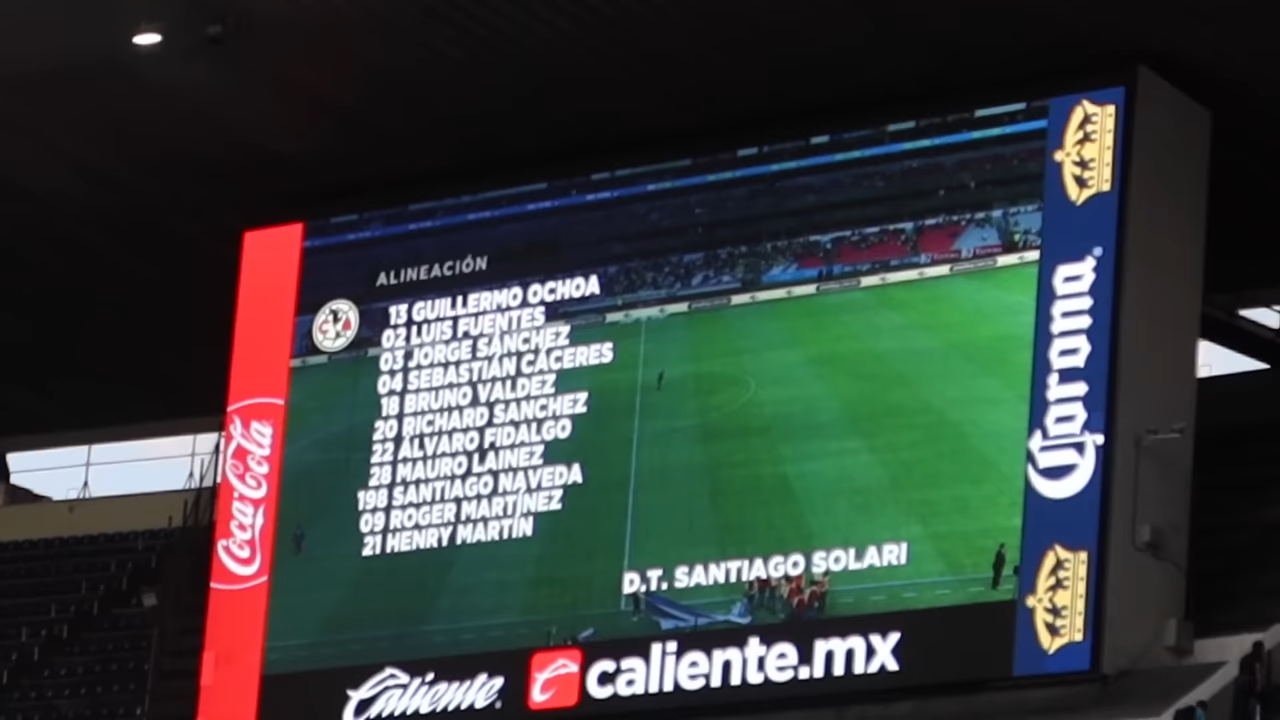 ALINEACIÓN
13 GUILLERMO OCHOA
02 LUIS FUENTES
03 JORGE SÁNCHEZ
04 SEBASTIÁN CÁCERES
18 BRUNO VALDEZ
20 RICHARD SANCHEZ
22 ÁLVARO FIDALGO
28 MAURO LAINEZ
198 SANTIAGO NAVEDA
09 ROGER MARTÍNEZ
21 HENRY MARTÍN
D.T. SANTIAGO SOLARI
Coca-Cola
Corona
Caliente
caliente.mx